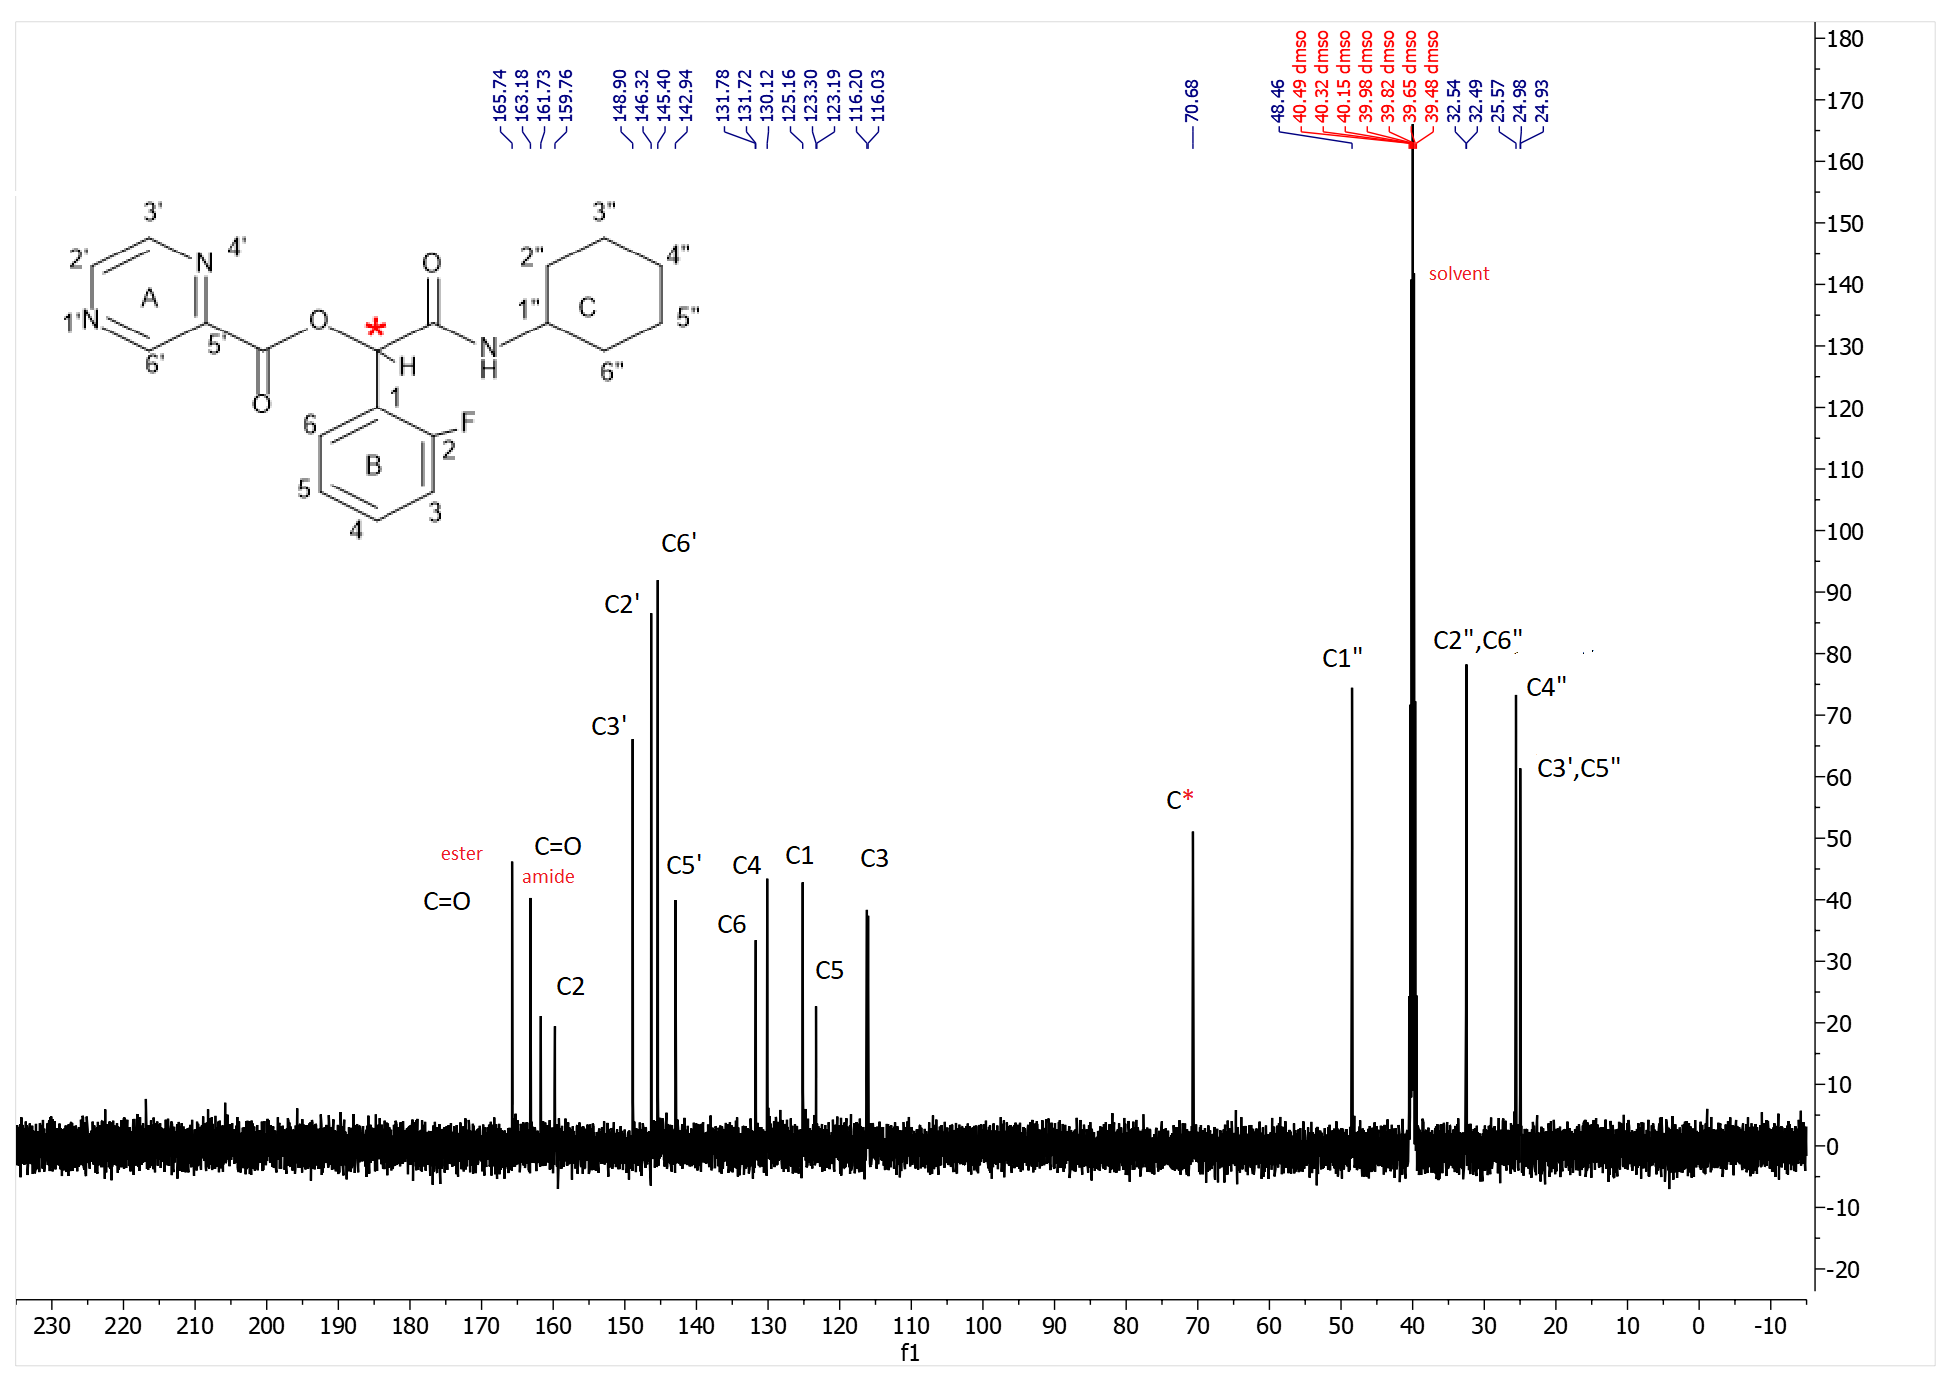 165.74
163.18
161.73
159.76
148.90
146.32
145.40
142.94
131.78
131.72
130.12
125.16
123.30
123.19
116.20
116.03
70.68
48.46
40.49 dmso
40.32 dmso
40.15 dmso
39.98 dmso
39.82 dmso
39.65 dmso
39.48 dmso
32.54
32.49
25.57
24.98
24.93
3'
2'
4'
N
A
1'
N
5'
6'
O
O
*
H
O
N
H
1"
2"
3"
4"
5"
6"
C
1
F
2
6
B
5
3
4
solvent
C6'
C2'
C3'
C2",C6"
C1"
C4"
C3',C5"
C*
ester
C=O
amide
C=O
C5'
C4
C1
C3
C6
C5
C2
180
170
160
150
140
130
120
110
100
90
80
70
60
50
40
30
20
10
0
-10
-20
230 220 210 200 190 180 170 160 150 140 130 120 110 100 90 80 70 60 50 40 30 20 10 0 -10
f1